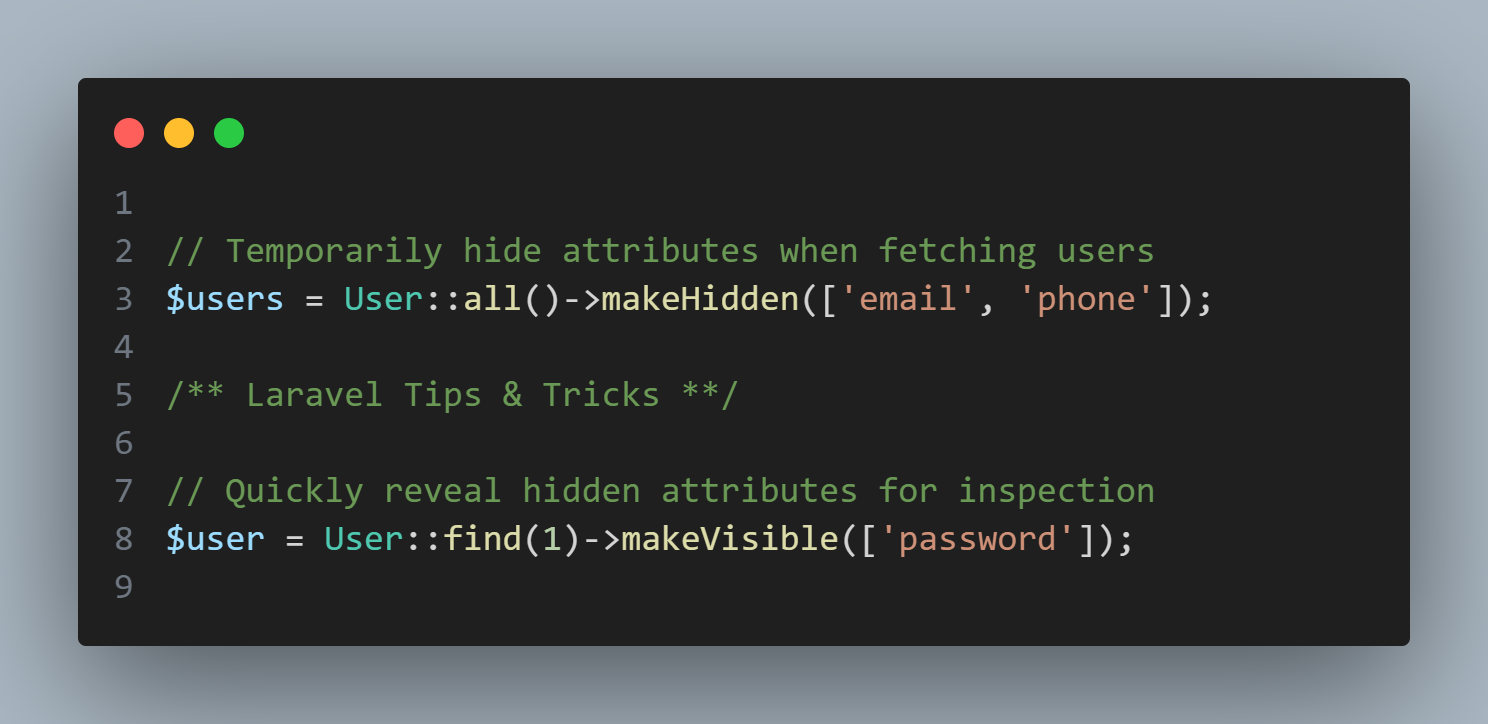 1
2 // Temporarily hide attributes when fetching users
3 $users = User::all()->makeHidden(['email', 'phone']);
4
5 /** Laravel Tips & Tricks **/
6
7 // Quickly reveal hidden attributes for inspection
8 $user = User::find(1)->makeVisible(['password']);
9